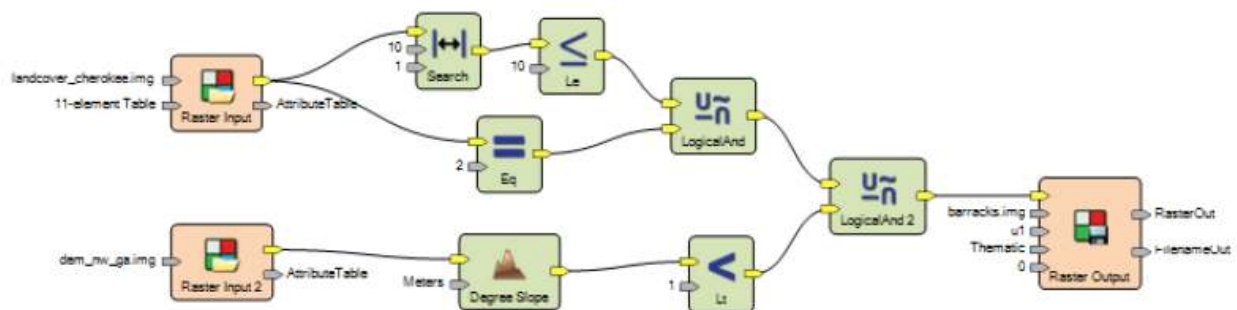 landcover_cherokee.img
11-element Table
Raster Input
AttributeTable
10
1
Search
10
Le
2
Eq
LogicalAnd
dem_nw_ga.img
Raster Input 2
AttributeTable
Meters
Degree Slope
1
Lt
LogicalAnd 2
barracks.img
u1
Thematic
0
Raster Output
RasterOut
FilenameOut